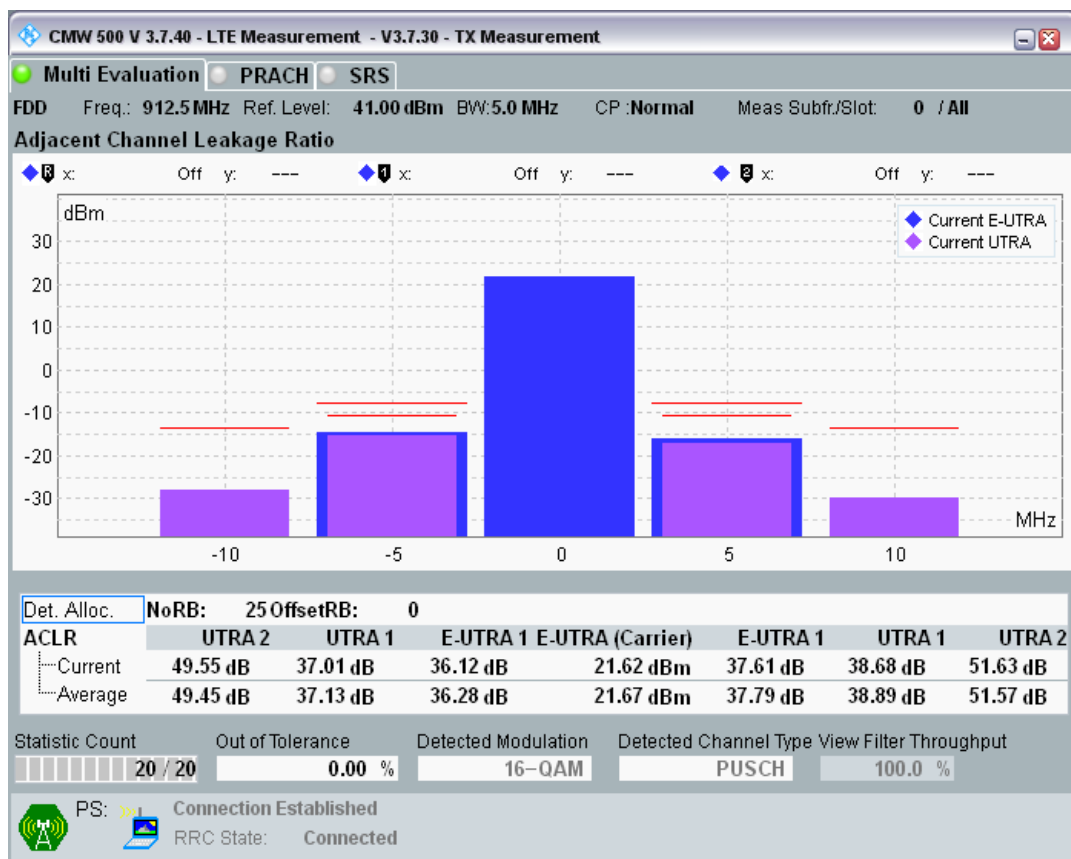 CMW 500 V 3.7.40 - LTE Measurement - V3.7.30 - TX Measurement
Multi Evaluation PRACH SRS
FDD Freq.: 912.5 MHz Ref. Level: 41.00 dBm BW:5.0 MHz CP :Normal Meas Subfr./Slot: 0 / All
Adjacent Channel Leakage Ratio
R x: Off y: --- 1 x: Off y: --- 2 x: Off y: ---
dBm
Current E-UTRA
Current UTRA
30
20
10
0
-10
-20
-30
MHz
-10 -5 0 5 10
Det. Alloc. NoRB: 25 OffsetRB: 0
ACLR UTRA 2 UTRA 1 E-UTRA 1 E-UTRA (Carrier) E-UTRA 1 UTRA 1 UTRA 2
Current 49.55 dB 37.01 dB 36.12 dB 21.62 dBm 37.61 dB 38.68 dB 51.63 dB
Average 49.45 dB 37.13 dB 36.28 dB 21.67 dBm 37.79 dB 38.89 dB 51.57 dB
Statistic Count Out of Tolerance Detected Modulation Detected Channel Type View Filter Throughput
20 / 20 0.00 % 16-QAM PUSCH 100.0 %
PS: Connection Established
RRC State: Connected